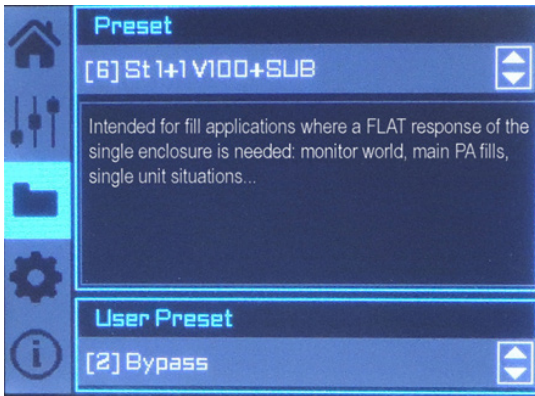 Preset
[6] St 1+1 V100+SUB
Intended for fill applications where a FLAT response of the
single enclosure is needed: monitor world, main PA fills,
single unit situations...
User Preset
[2] Bypass